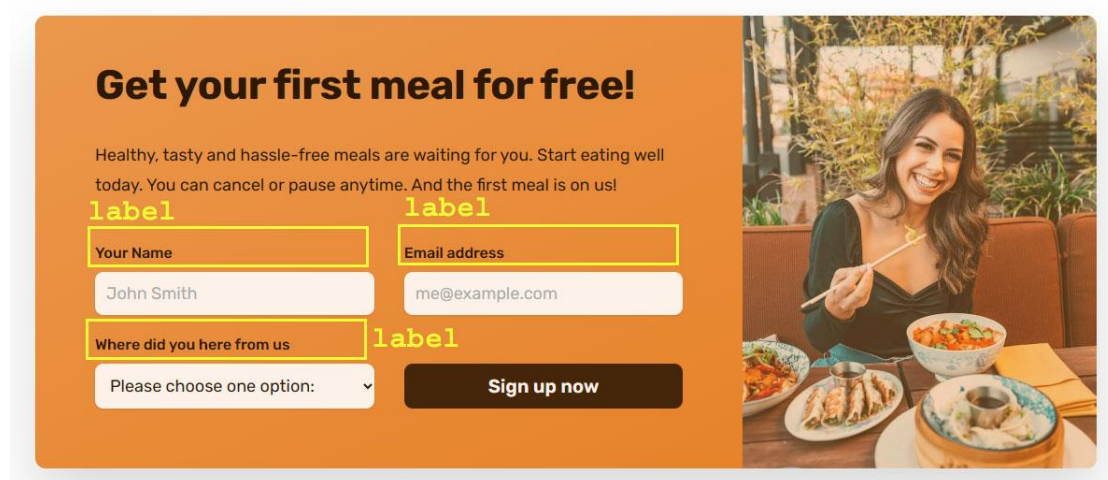 Get your first meal for free!
Healthy, tasty and hassle-free meals are waiting for you. Start eating well
today. You can cancel or pause anytime. And the first meal is on us!
label
label
Your Name
Email address
John Smith
me@example.com
Where did you here from us
label
Please choose one option:
Sign up now